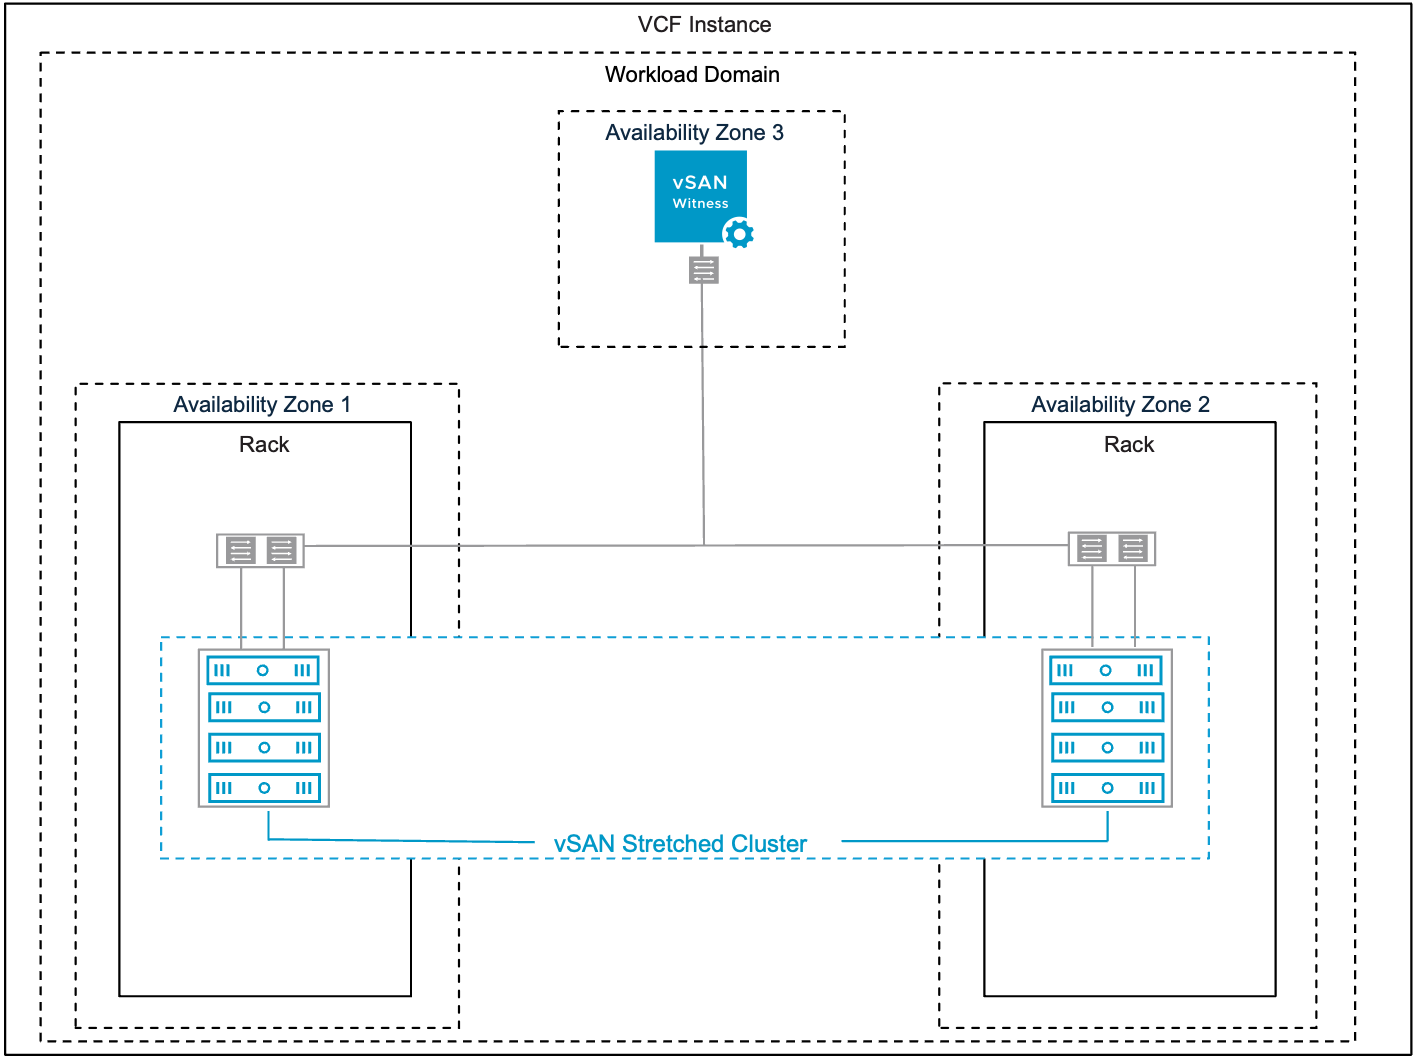 VCF Instance
Workload Domain
Availability Zone 3
vSAN
Witness
Availability Zone 1
Rack
Availability Zone 2
Rack
vSAN Stretched Cluster